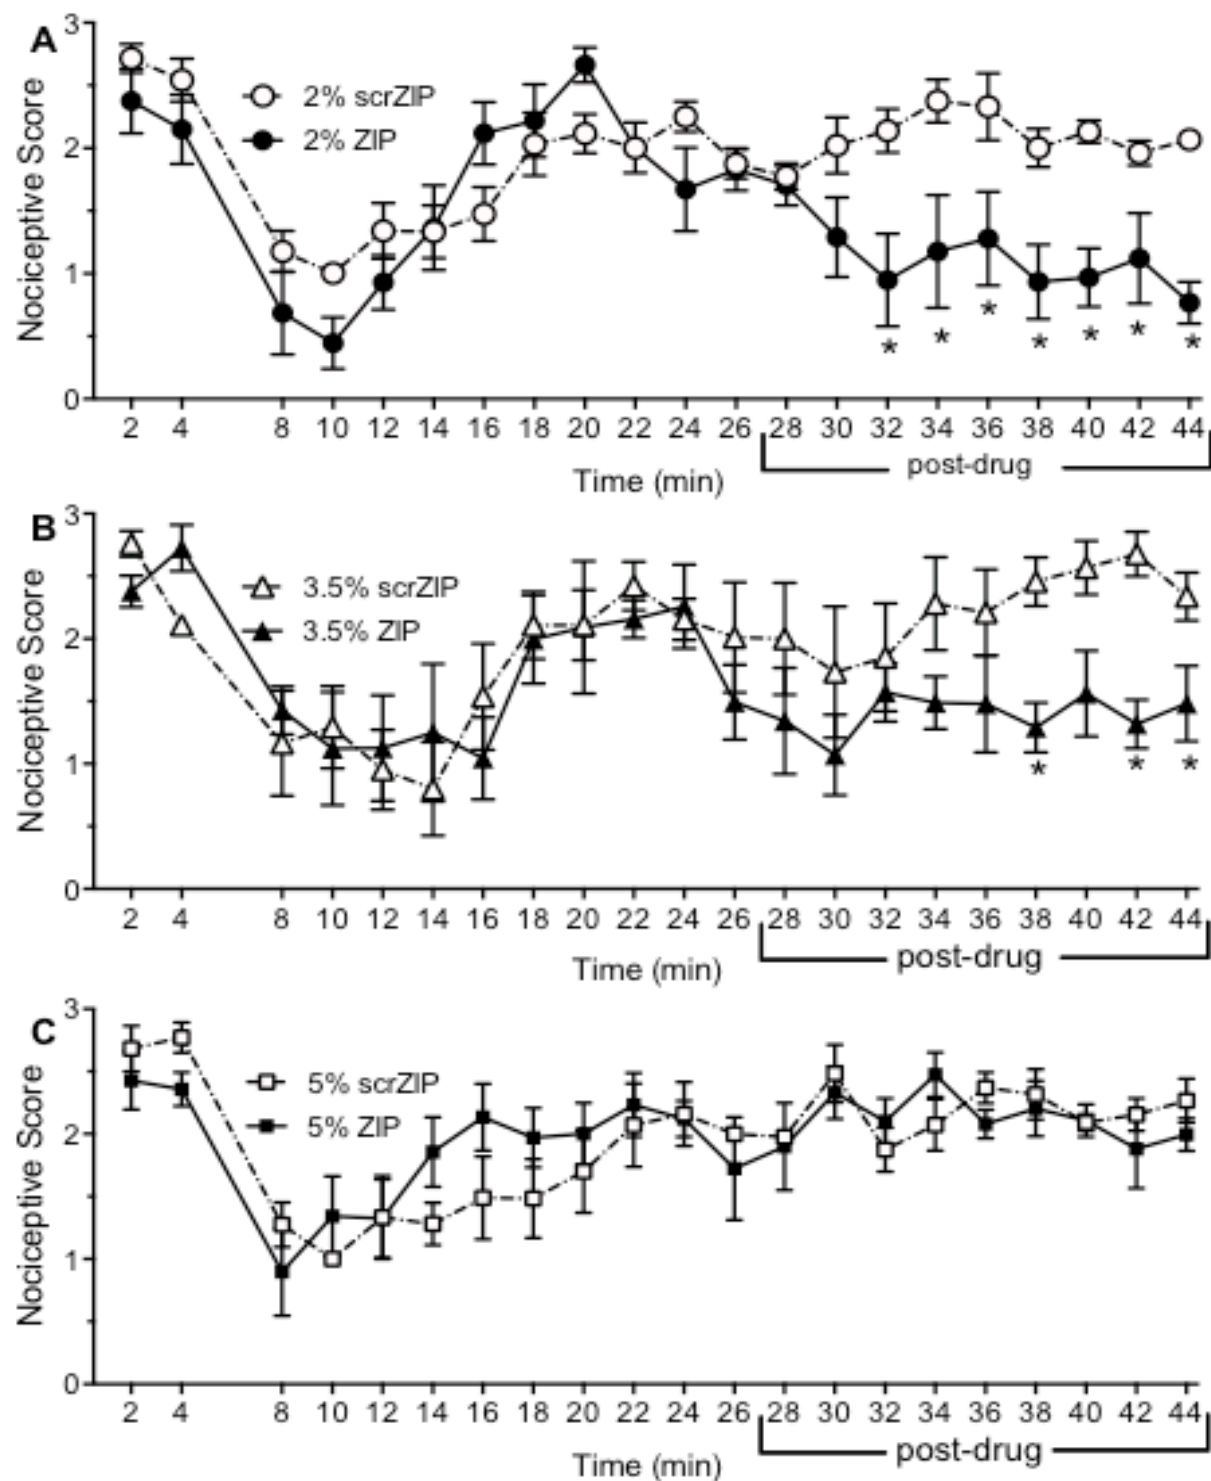 A
3
2
1
0
Nociceptive Score
2% scrZIP
2% ZIP
* * * * * * *
2 4 8 10 12 14 16 18 20 22 24 26 28 30 32 34 36 38 40 42 44
post-drug
Time (min)
B
3
2
1
0
Nociceptive Score
3.5% scrZIP
3.5% ZIP
* * *
2 4 8 10 12 14 16 18 20 22 24 26 28 30 32 34 36 38 40 42 44
post-drug
Time (min)
C
3
2
1
0
Nociceptive Score
5% scrZIP
5% ZIP
2 4 8 10 12 14 16 18 20 22 24 26 28 30 32 34 36 38 40 42 44
post-drug
Time (min)